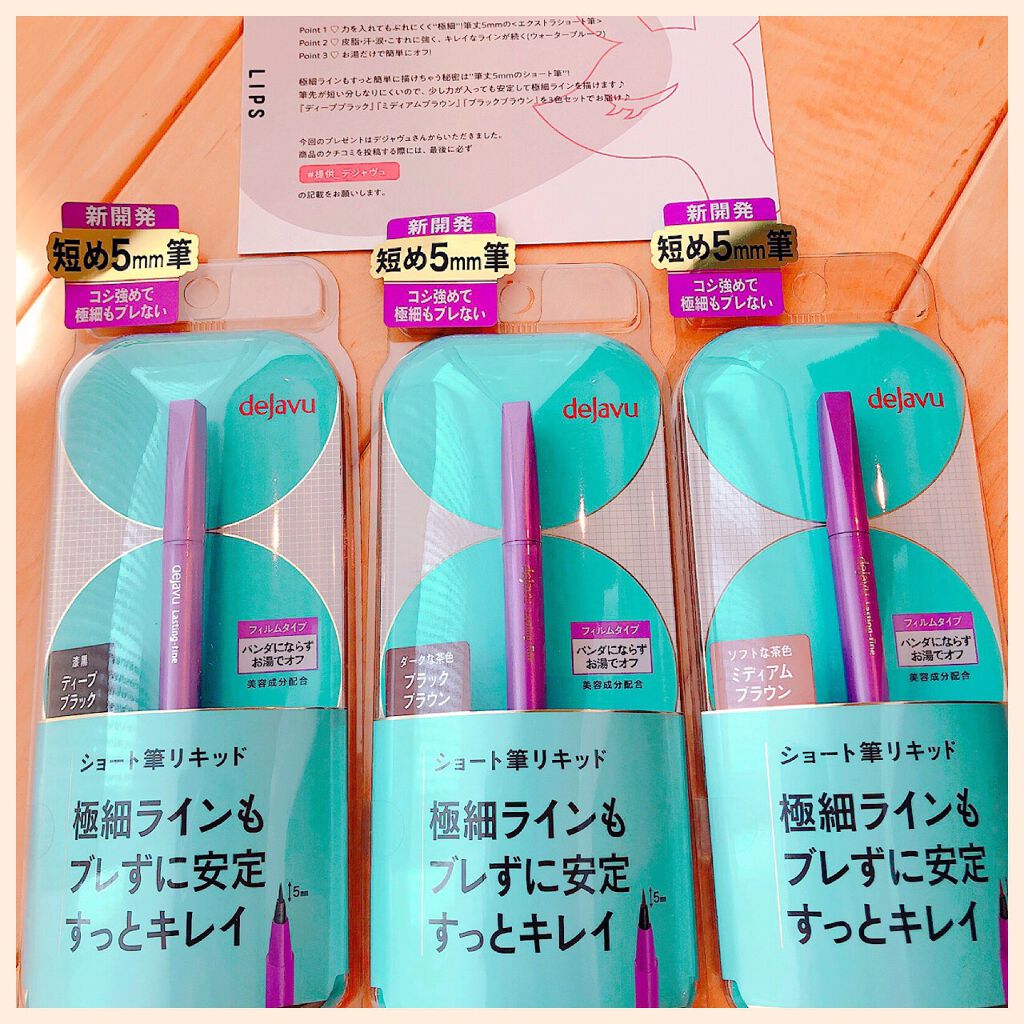 LIPS
Point 1 ♡ 力を入れてもぶれにくく"極細"!筆丈5mmの<エクストラショート筆>
Point 2 ♡ 皮脂・汗・涙・こすれに強く、キレイなラインが続く(ウォータープルーフ)
Point 3 ♡ お湯だけで簡単にオフ!
極細ラインもすっと簡単に描けちゃう秘密は"筆丈5mmのショート筆"!
筆先が短い分しなりにくいので、少し力が入っても安定して極細ラインを描けます♪
『ディープブラック』『ミディアムブラウン』『ブラックブラウン』を3色セットでお届け♪
今回のプレゼントはデジャヴュさんからいただきました。
商品のクチコミを投稿する際には、最後に必ず
#提供_デジャヴュ
の記載をお願いします。
新開発
短め5mm筆
コシ強めで
極細もブレない
dejavu
dejavu Lasting-fine
フィルムタイプ
パンダにならず
お湯でオフ
美容成分配合
漆黒
ディープ
ブラック
ショート筆リキッド
極細ラインも
ブレずに安定
すっとキレイ
5mm
新開発
短め5mm筆
コシ強めで
極細もブレない
dejavu
dejavu Lasting-fine
フィルムタイプ
パンダにならず
お湯でオフ
美容成分配合
ダークな茶色
ブラック
ブラウン
ショート筆リキッド
極細ラインも
ブレずに安定
すっとキレイ
5mm
新開発
短め5mm筆
コシ強めで
極細もブレない
dejavu
dejavu Lasting-fine
フィルムタイプ
パンダにならず
お湯でオフ
美容成分配合
ソフトな茶色
ミディアム
ブラウン
ショート筆リキッド
極細ラインも
ブレずに安定
すっとキレイ